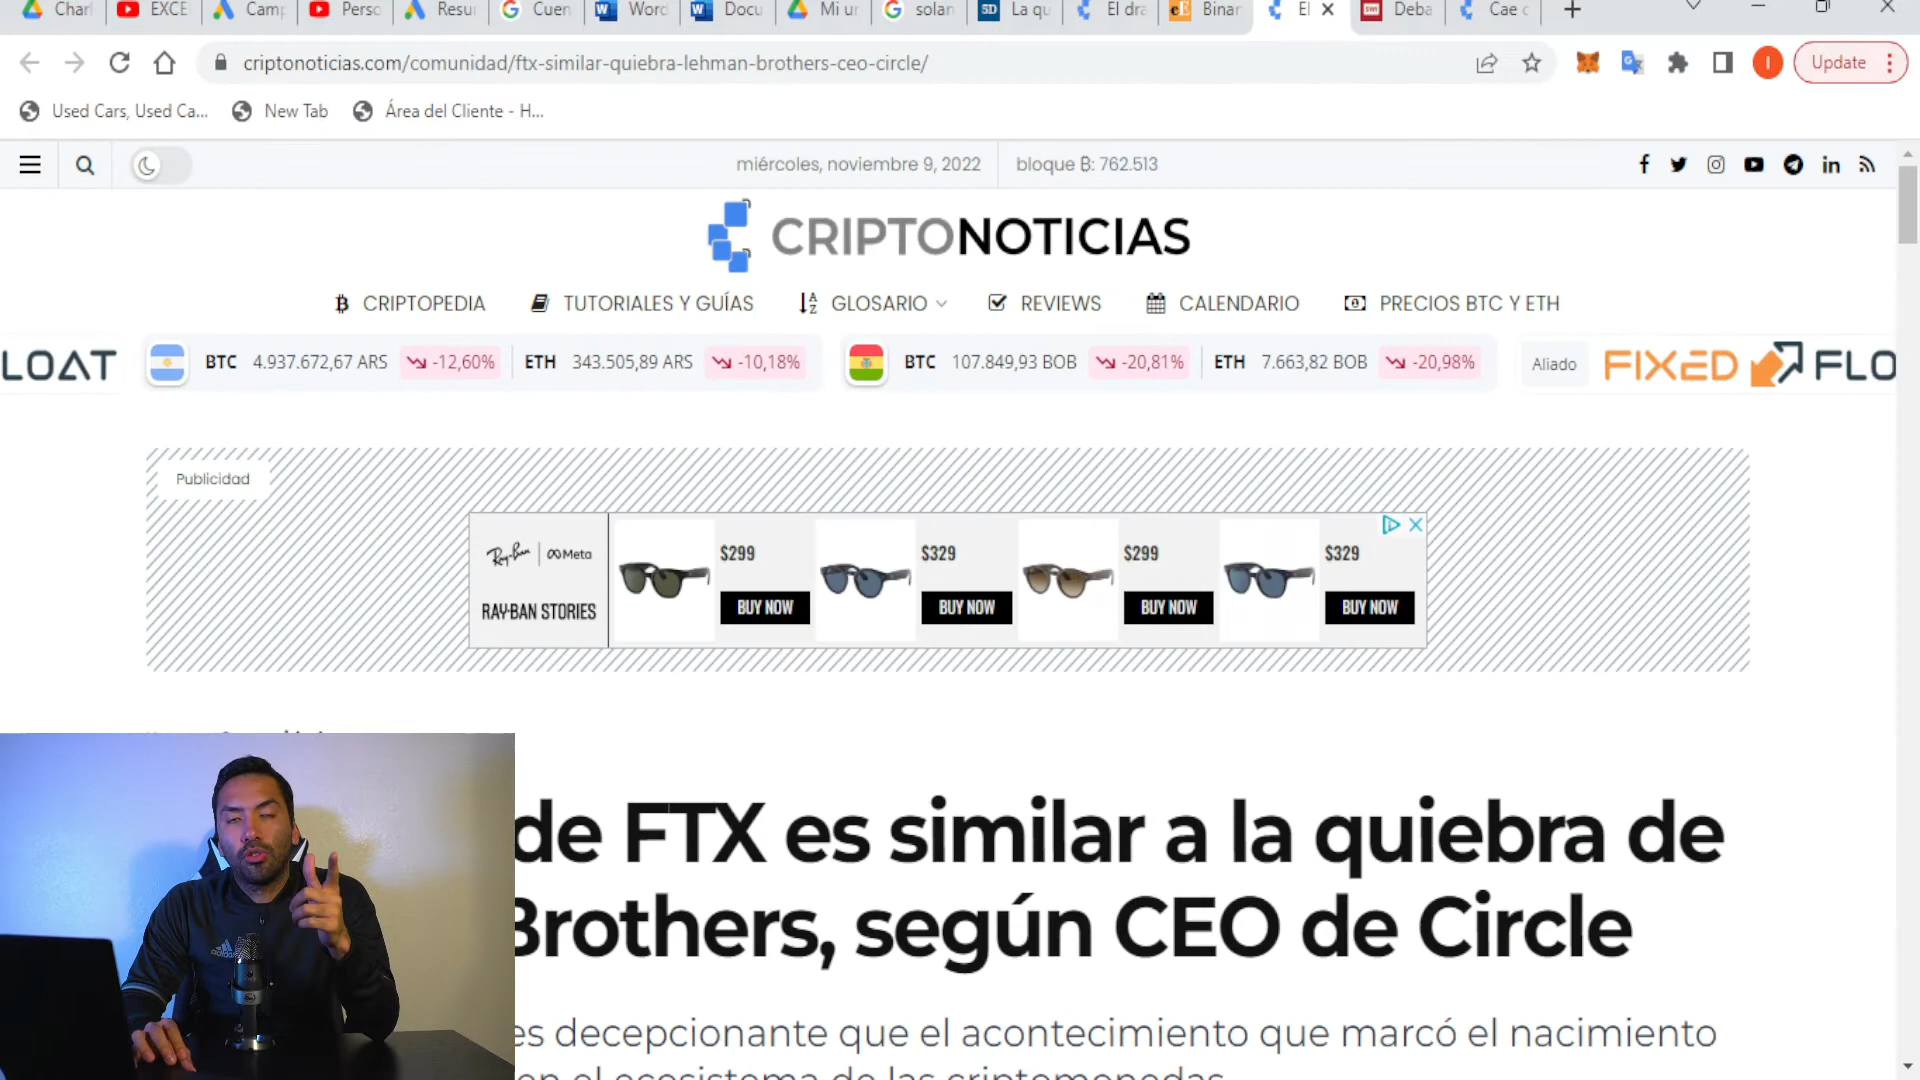 Charl EXCE Camp Perso Resu Cuen Word Docu Mi ur solan La qu El dra Binar El Deba Cae c
criptonoticias.com/comunidad/ftx-similar-quiebra-lehman-brothers-ceo-circle/ Update
Used Cars, Used Ca... New Tab Área del Cliente - H...
miércoles, noviembre 9, 2022 bloque ₿: 762.513
CRIPTONOTICIAS
CRIPTOPEDIA TUTORIALES Y GUÍAS GLOSARIO REVIEWS CALENDARIO PRECIOS BTC Y ETH
LOAT BTC 4.937.672,67 ARS -12,60% ETH 343.505,89 ARS -10,18% BTC 107.849,93 BOB -20,81% ETH 7.663,82 BOB -20,98% Aliado FIXED FLO
Publicidad
Ray-Ban Meta
RAY-BAN STORIES
$299 $329 $299 $329
BUY NOW BUY NOW BUY NOW BUY NOW
de FTX es similar a la quiebra de
Brothers, según CEO de Circle
es decepcionante que el acontecimiento que marcó el nacimiento
en el ecosistema de las criptomonedas
adidas